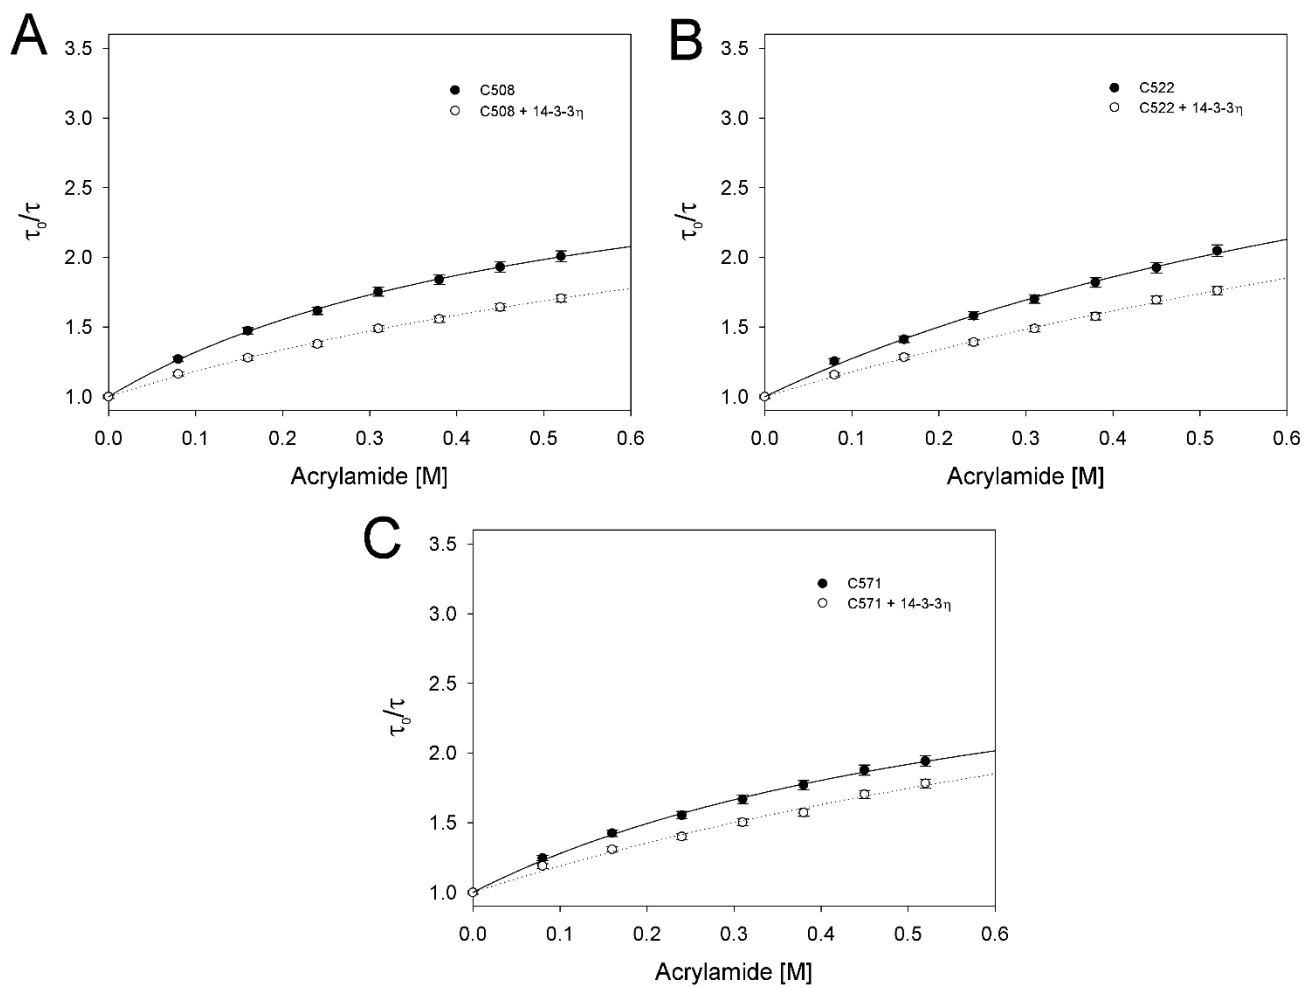 A
3.5
3.0
2.5
2.0
1.5
1.0
τ₀/τ
C508
C508 + 14-3-3η
0.0 0.1 0.2 0.3 0.4 0.5 0.6
Acrylamide [M]
B
3.5
3.0
2.5
2.0
1.5
1.0
τ₀/τ
C522
C522 + 14-3-3η
0.0 0.1 0.2 0.3 0.4 0.5 0.6
Acrylamide [M]
C
3.5
3.0
2.5
2.0
1.5
1.0
τ₀/τ
C571
C571 + 14-3-3η
0.0 0.1 0.2 0.3 0.4 0.5 0.6
Acrylamide [M]